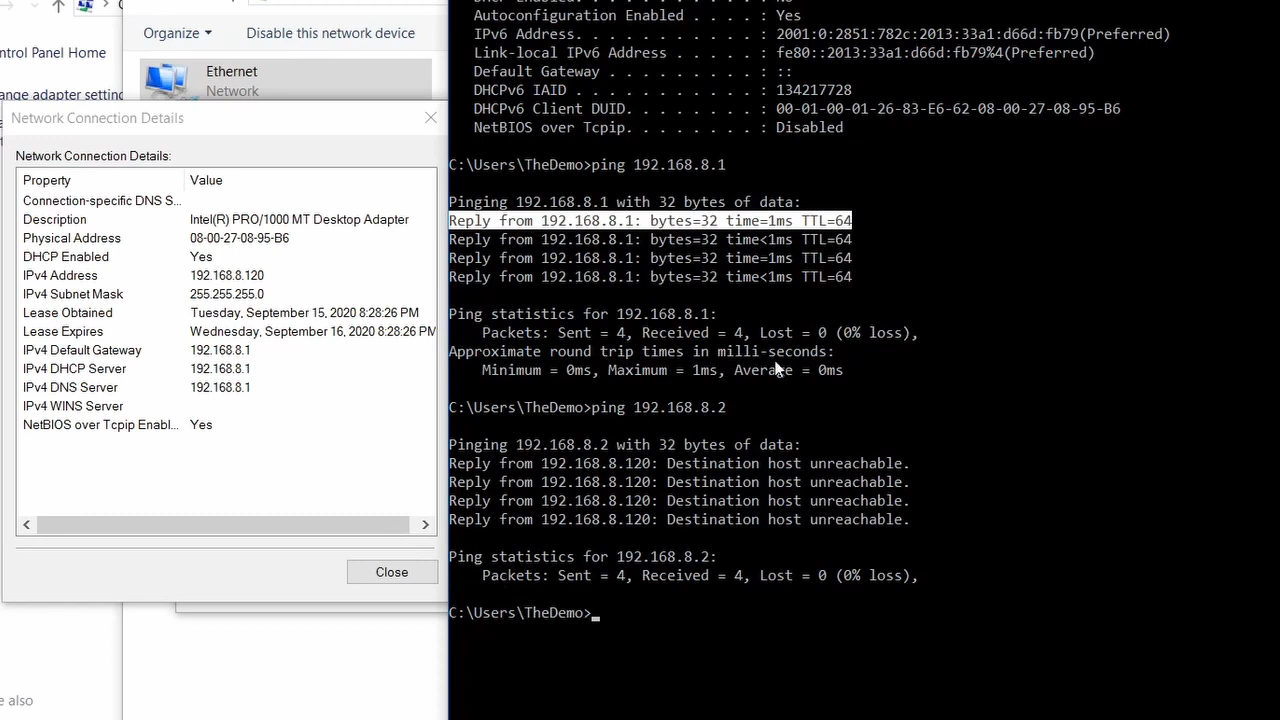 ntrol Panel Home
ange adapter setting
e also
Organize
Disable this network device
Ethernet
Network
Network Connection Details
Network Connection Details:
Property Value
Connection-specific DNS S...
Description Intel(R) PRO/1000 MT Desktop Adapter
Physical Address 08-00-27-08-95-B6
DHCP Enabled Yes
IPv4 Address 192.168.8.120
IPv4 Subnet Mask 255.255.255.0
Lease Obtained Tuesday, September 15, 2020 8:28:26 PM
Lease Expires Wednesday, September 16, 2020 8:28:26 PM
IPv4 Default Gateway 192.168.8.1
IPv4 DHCP Server 192.168.8.1
IPv4 DNS Server 192.168.8.1
IPv4 WINS Server
NetBIOS over Tcpip Enabl... Yes
Close
Autoconfiguration Enabled . . . . : Yes
IPv6 Address. . . . . . . . . . . : 2001:0:2851:782c:2013:33a1:d66d:fb79(Preferred)
Link-local IPv6 Address . . . . . : fe80::2013:33a1:d66d:fb79%4(Preferred)
Default Gateway . . . . . . . . . : ::
DHCPv6 IAID . . . . . . . . . . . : 134217728
DHCPv6 Client DUID. . . . . . . . : 00-01-00-01-26-83-E6-62-08-00-27-08-95-B6
NetBIOS over Tcpip. . . . . . . . : Disabled
C:\Users\TheDemo>ping 192.168.8.1
Pinging 192.168.8.1 with 32 bytes of data:
Reply from 192.168.8.1: bytes=32 time=1ms TTL=64
Reply from 192.168.8.1: bytes=32 time<1ms TTL=64
Reply from 192.168.8.1: bytes=32 time=1ms TTL=64
Reply from 192.168.8.1: bytes=32 time<1ms TTL=64
Ping statistics for 192.168.8.1:
Packets: Sent = 4, Received = 4, Lost = 0 (0% loss),
Approximate round trip times in milli-seconds:
Minimum = 0ms, Maximum = 1ms, Average = 0ms
C:\Users\TheDemo>ping 192.168.8.2
Pinging 192.168.8.2 with 32 bytes of data:
Reply from 192.168.8.120: Destination host unreachable.
Reply from 192.168.8.120: Destination host unreachable.
Reply from 192.168.8.120: Destination host unreachable.
Reply from 192.168.8.120: Destination host unreachable.
Ping statistics for 192.168.8.2:
Packets: Sent = 4, Received = 4, Lost = 0 (0% loss),
C:\Users\TheDemo>